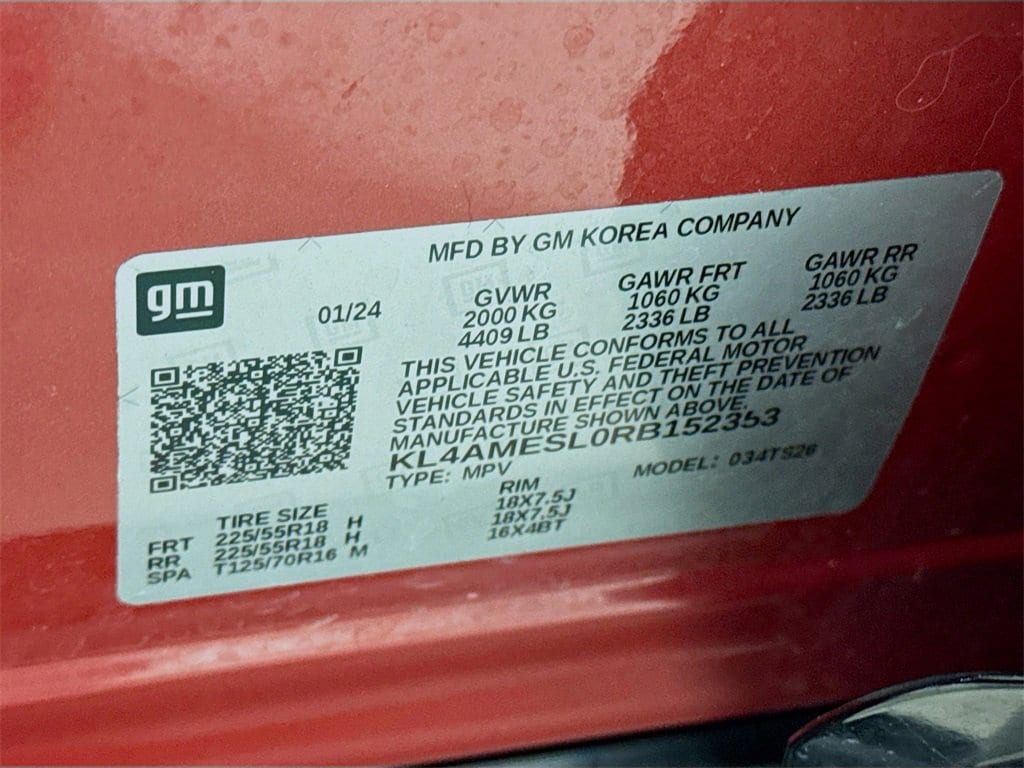 MFD BY GM KOREA COMPANY
gm
01/24
GVWR GAWR FRT GAWR RR
2000 KG 1060 KG 1060 KG
4409 LB 2336 LB 2336 LB
THIS VEHICLE CONFORMS TO ALL
APPLICABLE U.S. FEDERAL MOTOR
VEHICLE SAFETY AND THEFT PREVENTION
STANDARDS IN EFFECT ON THE DATE OF
MANUFACTURE SHOWN ABOVE.
KL4AMESL0RB152353
TYPE: MPV MODEL: 034TS26
TIRE SIZE RIM
FRT 225/55R18 H 18X7.5J
RR 225/55R18 H 18X7.5J
SPA T125/70R16 M 16X4BT